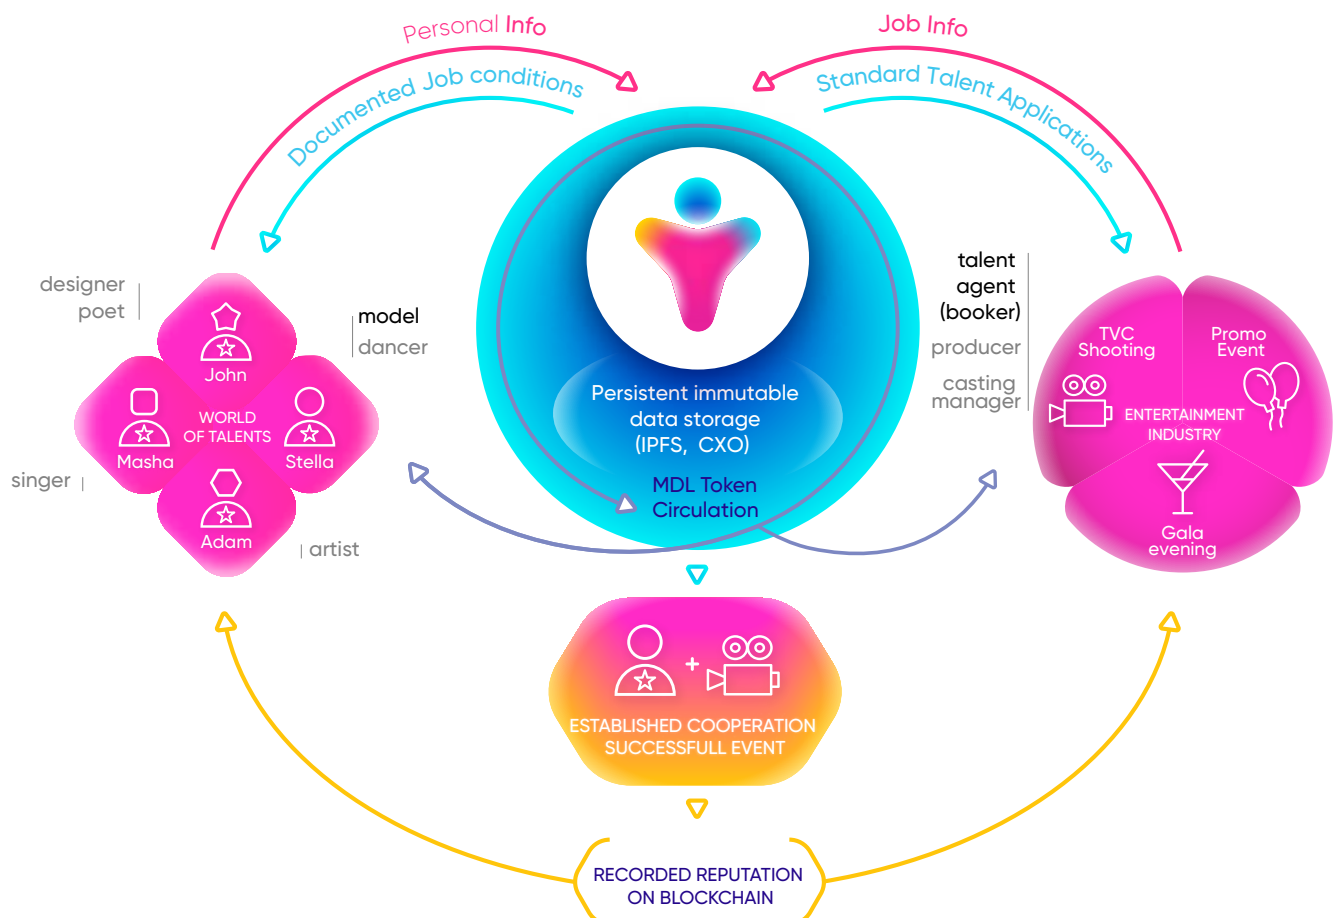 Personal Info
Job Info
Documented Job conditions
Standard Talent Applications
designer
poet
model
dancer
John
WORLD
OF TALENTS
Masha
Stella
singer
Adam
artist
Persistent immutable
data storage
(IPFS, CXO)
MDL Token
Circulation
talent
agent
(booker)
producer
casting
manager
TVC
Shooting
Promo
Event
ENTERTAINMENT
INDUSTRY
Gala
evening
+
ESTABLISHED COOPERATION
SUCCESSFULL EVENT
RECORDED REPUTATION
ON BLOCKCHAIN